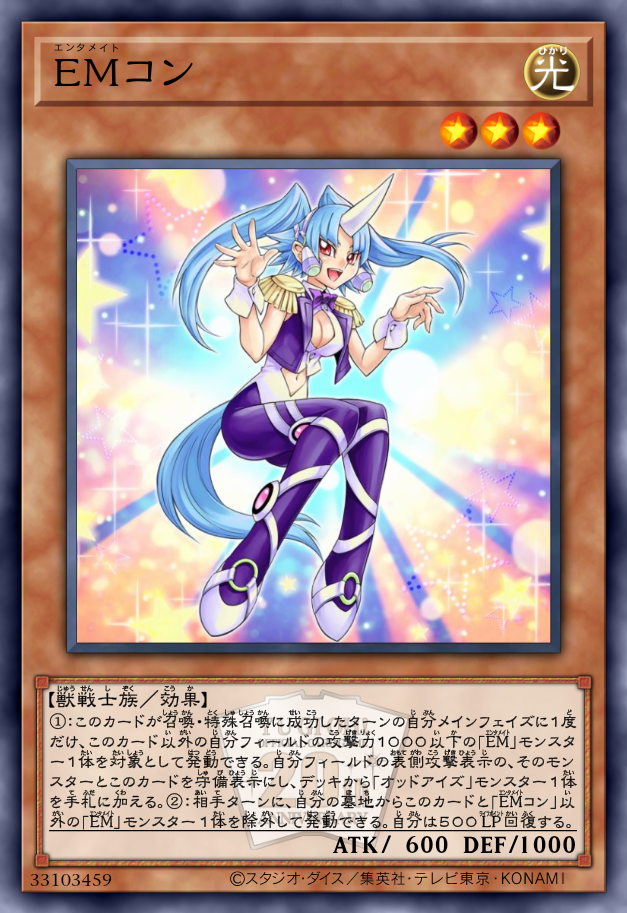 エンタメイト
EMコン
ひかり
光
【獣戦士族/効果】
①:このカードが召喚・特殊召喚に成功したターンの自分メインフェイズに1度
だけ、このカード以外の自分フィールドの攻撃力1000以下の「EM」モンスタ
ー1体を対象として発動できる。自分フィールドの表側攻撃表示の、そのモン
スターとこのカードを守備表示にし、デッキから「オッドアイズ」モンスター1体
を手札に加える。②:相手ターンに、自分の墓地からこのカードと「EMコン」以
外の「EM」モンスター1体を除外して発動できる。自分は500LP回復する。
ATK/ 600 DEF/1000
33103459 ©スタジオ・ダイス/集英社・テレビ東京・KONAMI